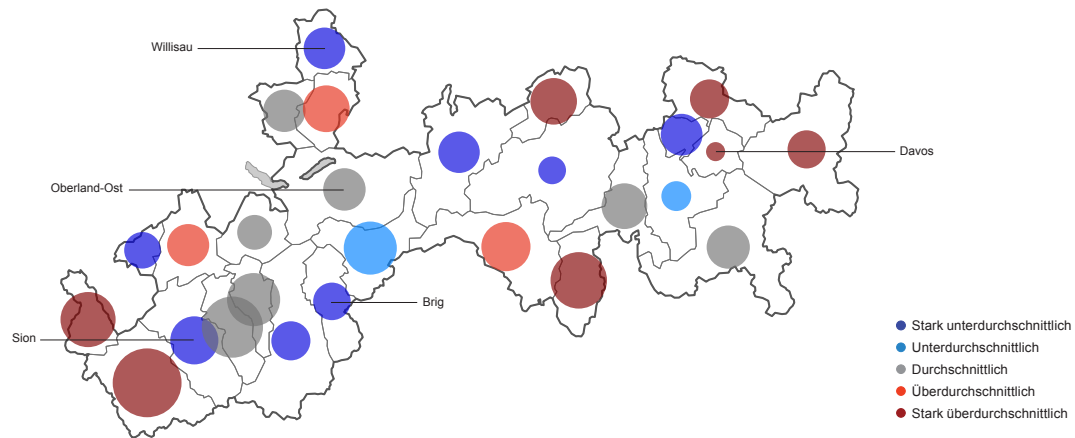 Willisau
Davos
Oberland-Ost
Brig
Sion
Stark unterdurchschnittlich
Unterdurchschnittlich
Durchschnittlich
Überdurchschnittlich
Stark überdurchschnittlich